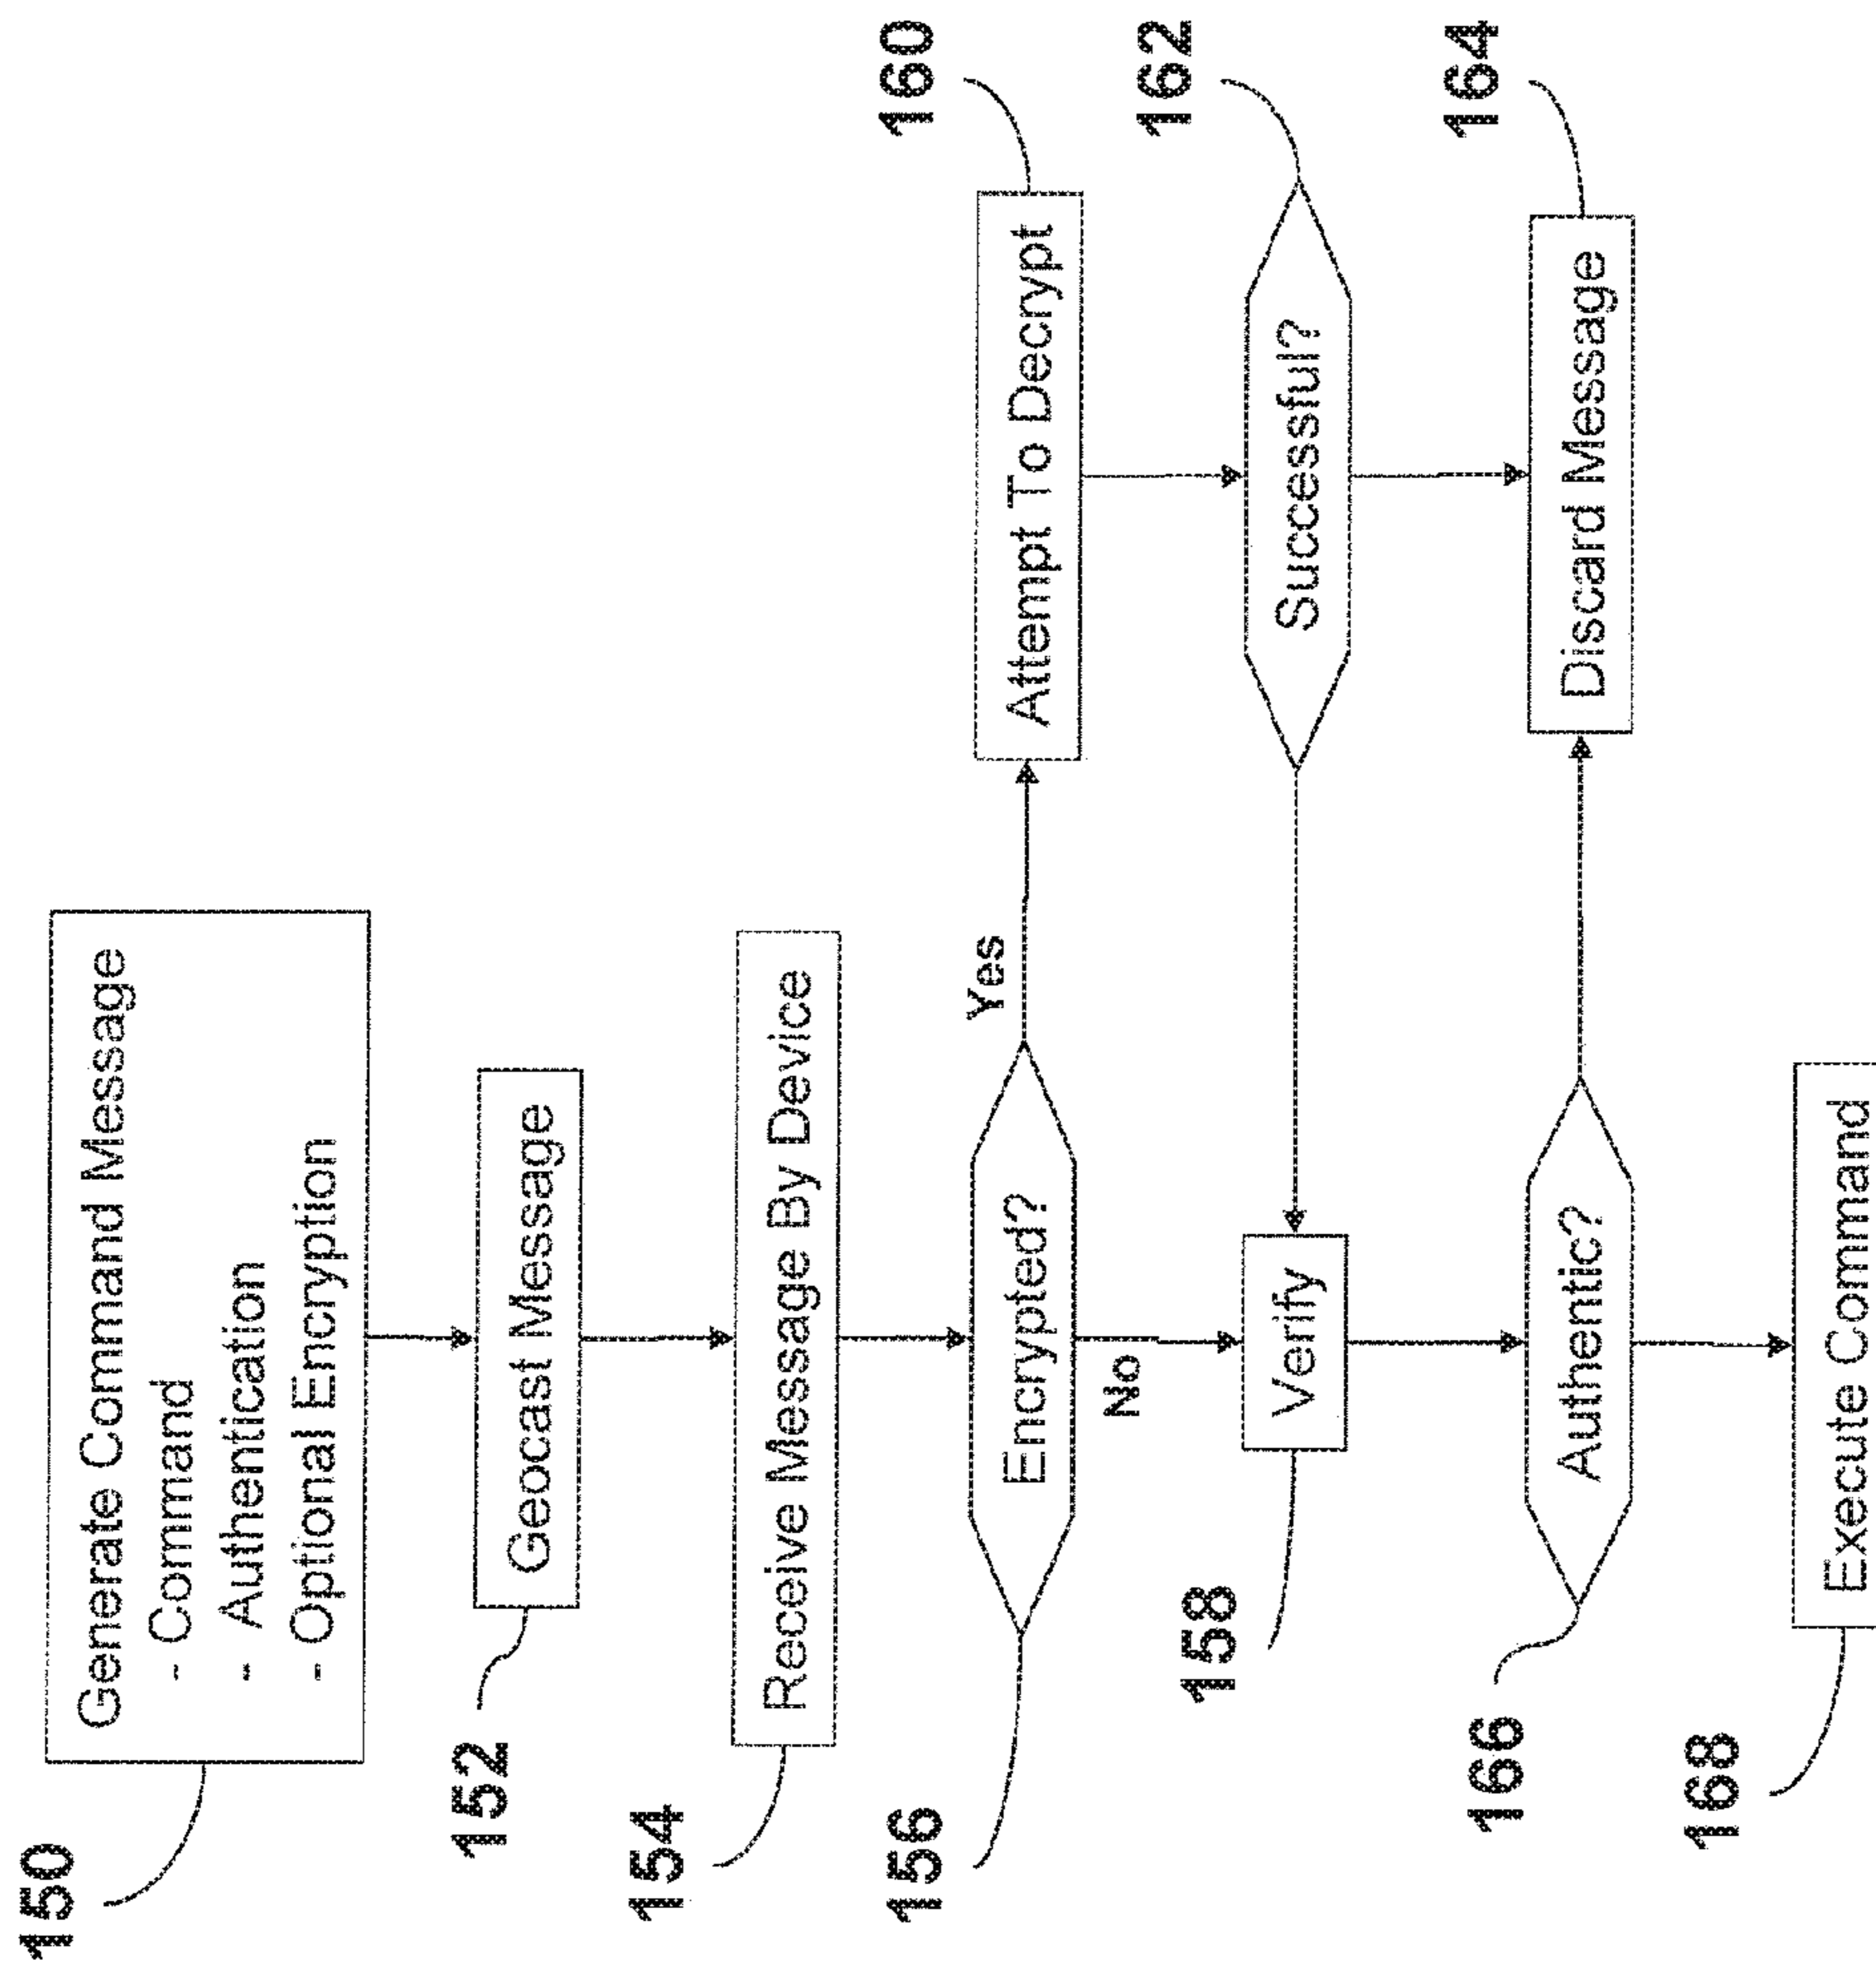 150
Generate Command Message
- Command
- Authentication
- Optional Encryption
152
Geocast Message
154
Receive Message By Device
156
Encrypted?
Yes
No
160
Attempt To Decrypt
162
Successful?
158
Verify
164
Discard Message
166
Authentic?
168
Execute Command